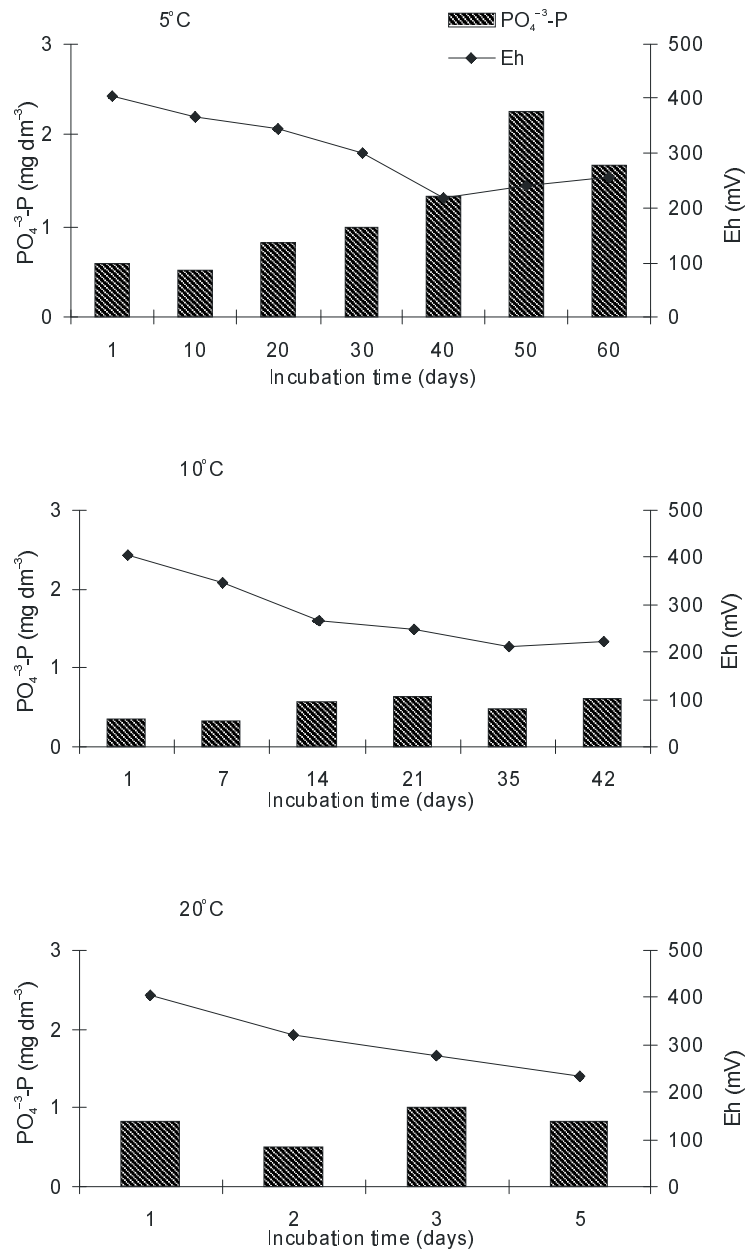 5°C
PO₄⁻³-P
Eh
PO₄⁻³-P (mg dm⁻³)
3
2
1
0
500
400
300
200
100
0
Eh (mV)
1 10 20 30 40 50 60
Incubation time (days)
10°C
PO₄⁻³-P (mg dm⁻³)
3
2
1
0
500
400
300
200
100
0
Eh (mV)
1 7 14 21 35 42
Incubation time (days)
20°C
PO₄⁻³-P (mg dm⁻³)
3
2
1
0
500
400
300
200
100
0
Eh (mV)
1 2 3 5
Incubation time (days)